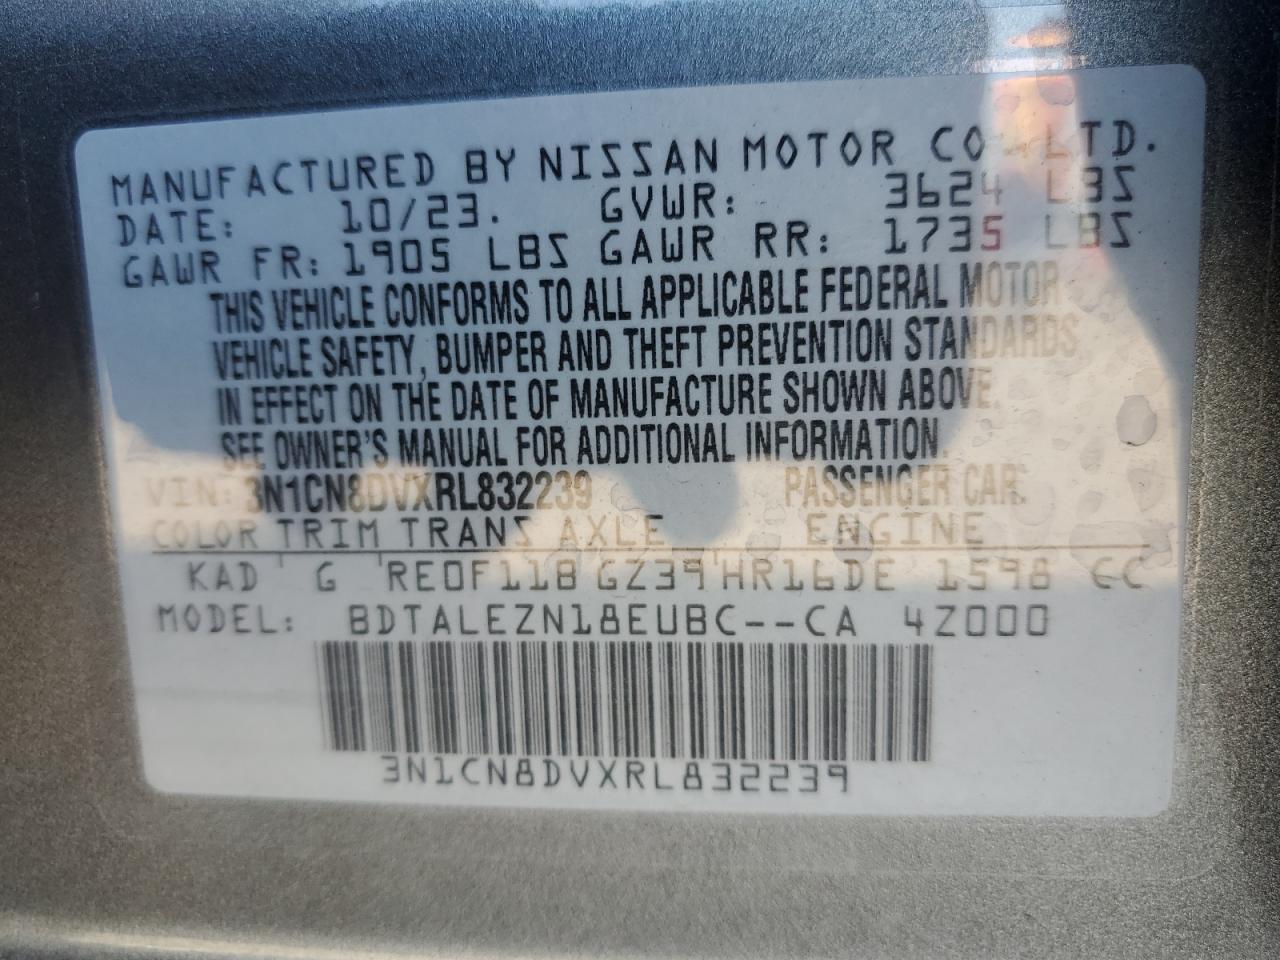 MANUFACTURED BY NISSAN MOTOR CO., LTD.
DATE: 10/23. GVWR: 3624 LBS
GAWR FR: 1905 LBS GAWR RR: 1735 LBS
THIS VEHICLE CONFORMS TO ALL APPLICABLE FEDERAL MOTOR
VEHICLE SAFETY, BUMPER AND THEFT PREVENTION STANDARDS
IN EFFECT ON THE DATE OF MANUFACTURE SHOWN ABOVE.
SEE OWNER'S MANUAL FOR ADDITIONAL INFORMATION.
VIN: 3N1CN8DVXRL832239 PASSENGER CAR
COLOR TRIM TRANS AXLE ENGINE
KAD G RE0F11B GZ39 HR16DE 1598 CC
MODEL: BDTALEZN18EUBC--CA 4Z000
3N1CN8DVXRL832239